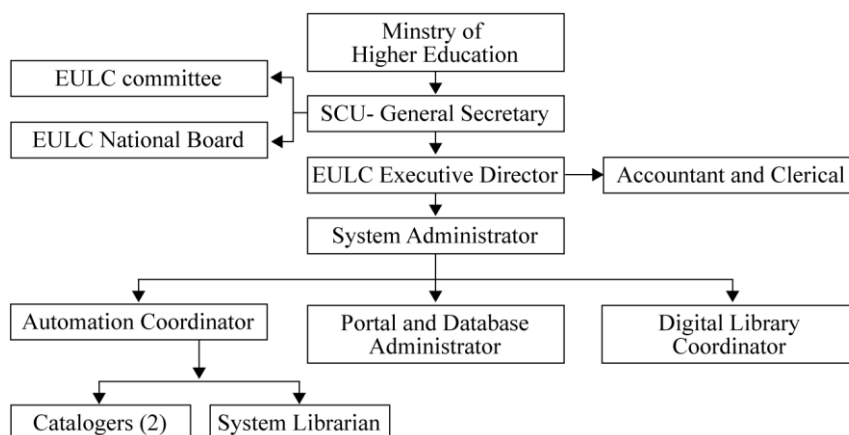 Minstry of
Higher Education
EULC committee
SCU- General Secretary
EULC National Board
EULC Executive Director
Accountant and Clerical
System Administrator
Automation Coordinator
Portal and Database
Administrator
Digital Library
Coordinator
Catalogers (2)
System Librarian